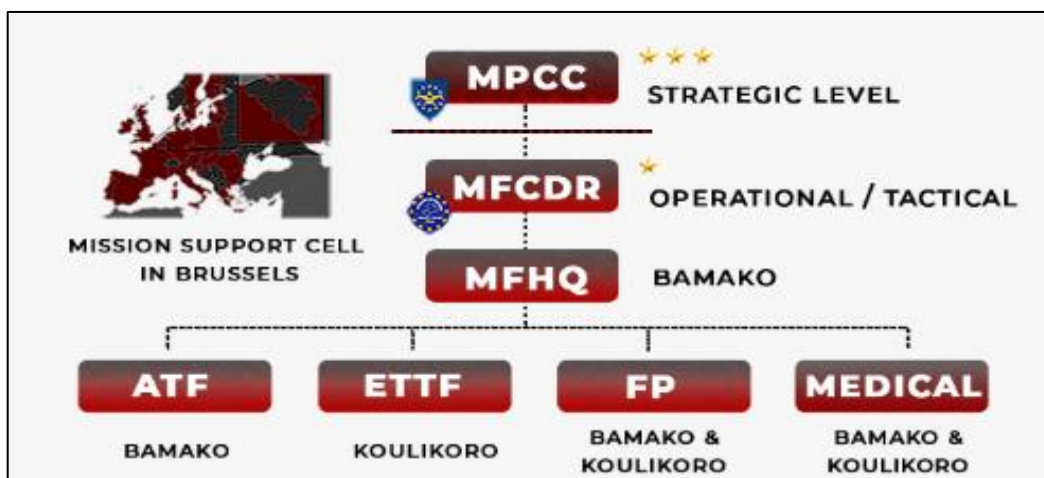 MPCC
STRATEGIC LEVEL
MFCDR
OPERATIONAL / TACTICAL
MISSION SUPPORT CELL
IN BRUSSELS
MFHQ
BAMAKO
ATF
ETTF
FP
MEDICAL
BAMAKO
KOULIKORO
BAMAKO &
KOULIKORO
BAMAKO &
KOULIKORO